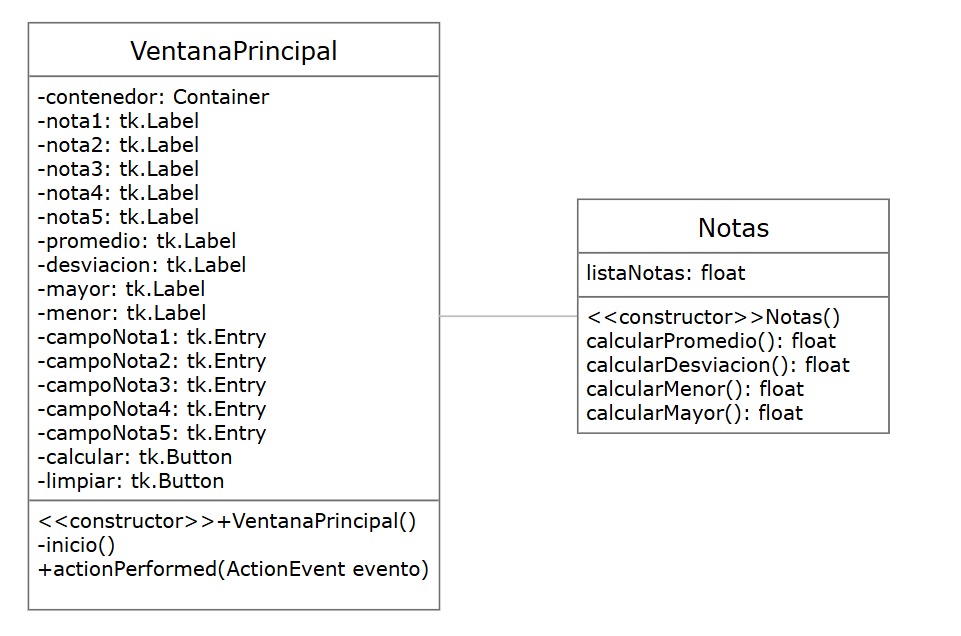 VentanaPrincipal
-contenedor: Container
-nota1: tk.Label
-nota2: tk.Label
-nota3: tk.Label
-nota4: tk.Label
-nota5: tk.Label
-promedio: tk.Label
-desviacion: tk.Label
-mayor: tk.Label
-menor: tk.Label
-campoNota1: tk.Entry
-campoNota2: tk.Entry
-campoNota3: tk.Entry
-campoNota4: tk.Entry
-campoNota5: tk.Entry
-calcular: tk.Button
-limpiar: tk.Button
<<constructor>>+VentanaPrincipal()
-inicio()
+actionPerformed(ActionEvent evento)
Notas
listaNotas: float
<<constructor>>Notas()
calcularPromedio(): float
calcularDesviacion(): float
calcularMenor(): float
calcularMayor(): float